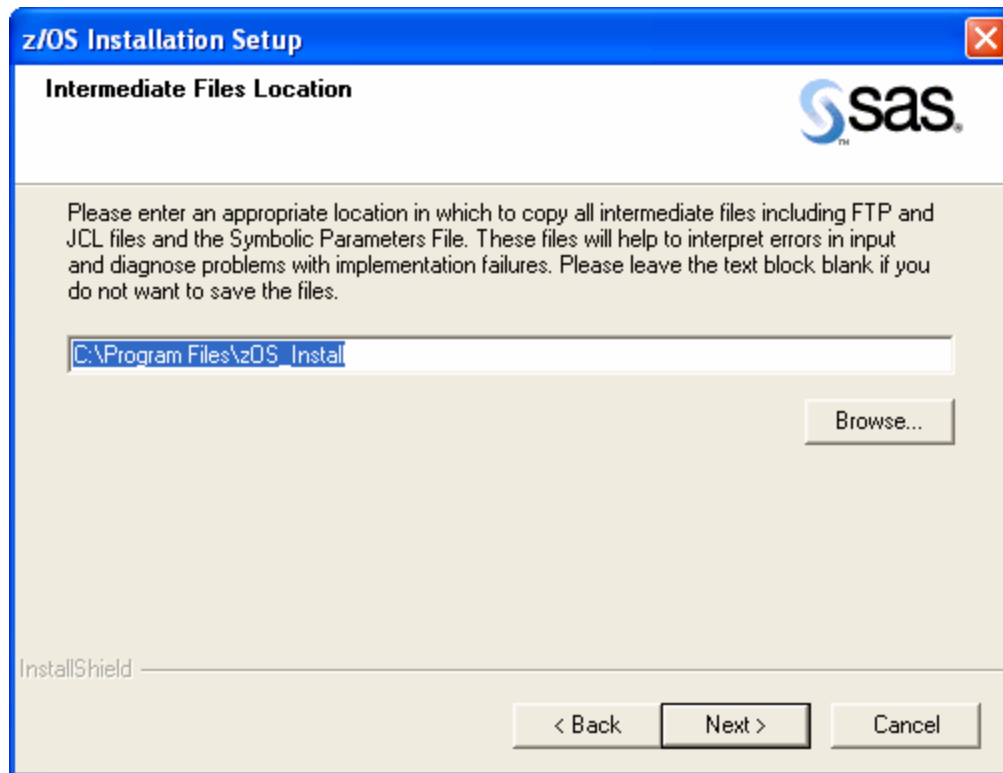 z/OS Installation Setup
Intermediate Files Location
sas.
TM
Please enter an appropriate location in which to copy all intermediate files including FTP and
JCL files and the Symbolic Parameters File. These files will help to interpret errors in input
and diagnose problems with implementation failures. Please leave the text block blank if you
do not want to save the files.
C:\Program Files\zOS_Install
Browse...
InstallShield
< Back Next > Cancel